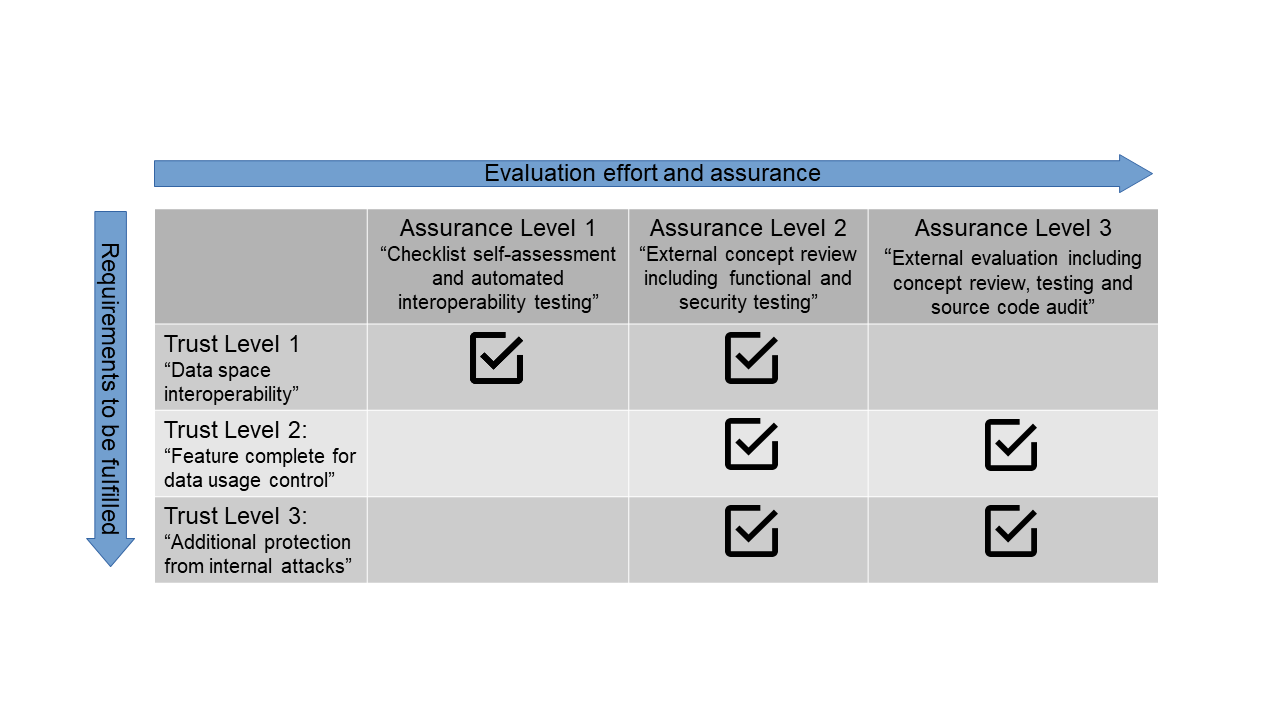 Evaluation effort and assurance
Requirements to be fulfilled
Assurance Level 1
“Checklist self-assessment
and automated
interoperability testing”
Assurance Level 2
“External concept review
including functional and
security testing”
Assurance Level 3
“External evaluation including
concept review, testing and
source code audit”
Trust Level 1
“Data space
interoperability”
Trust Level 2:
“Feature complete for
data usage control”
Trust Level 3:
“Additional protection
from internal attacks”